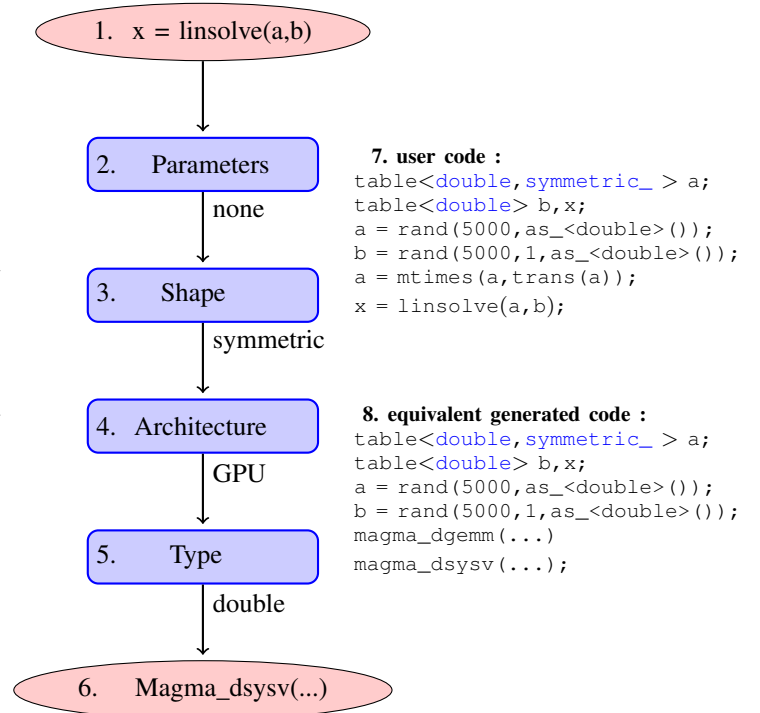 1. x = linsolve(a,b)
2. Parameters
none
3. Shape
symmetric
4. Architecture
GPU
5. Type
double
6. Magma_dsysv(...)
7. user code :
table<double,symmetric_ > a;
table<double> b,x;
a = rand(5000,as_<double>());
b = rand(5000,1,as_<double>());
a = mtimes(a,trans(a));
x = linsolve(a,b);
8. equivalent generated code :
table<double,symmetric_ > a;
table<double> b,x;
a = rand(5000,as_<double>());
b = rand(5000,1,as_<double>());
magma_dgemm(...)
magma_dsysv(...);